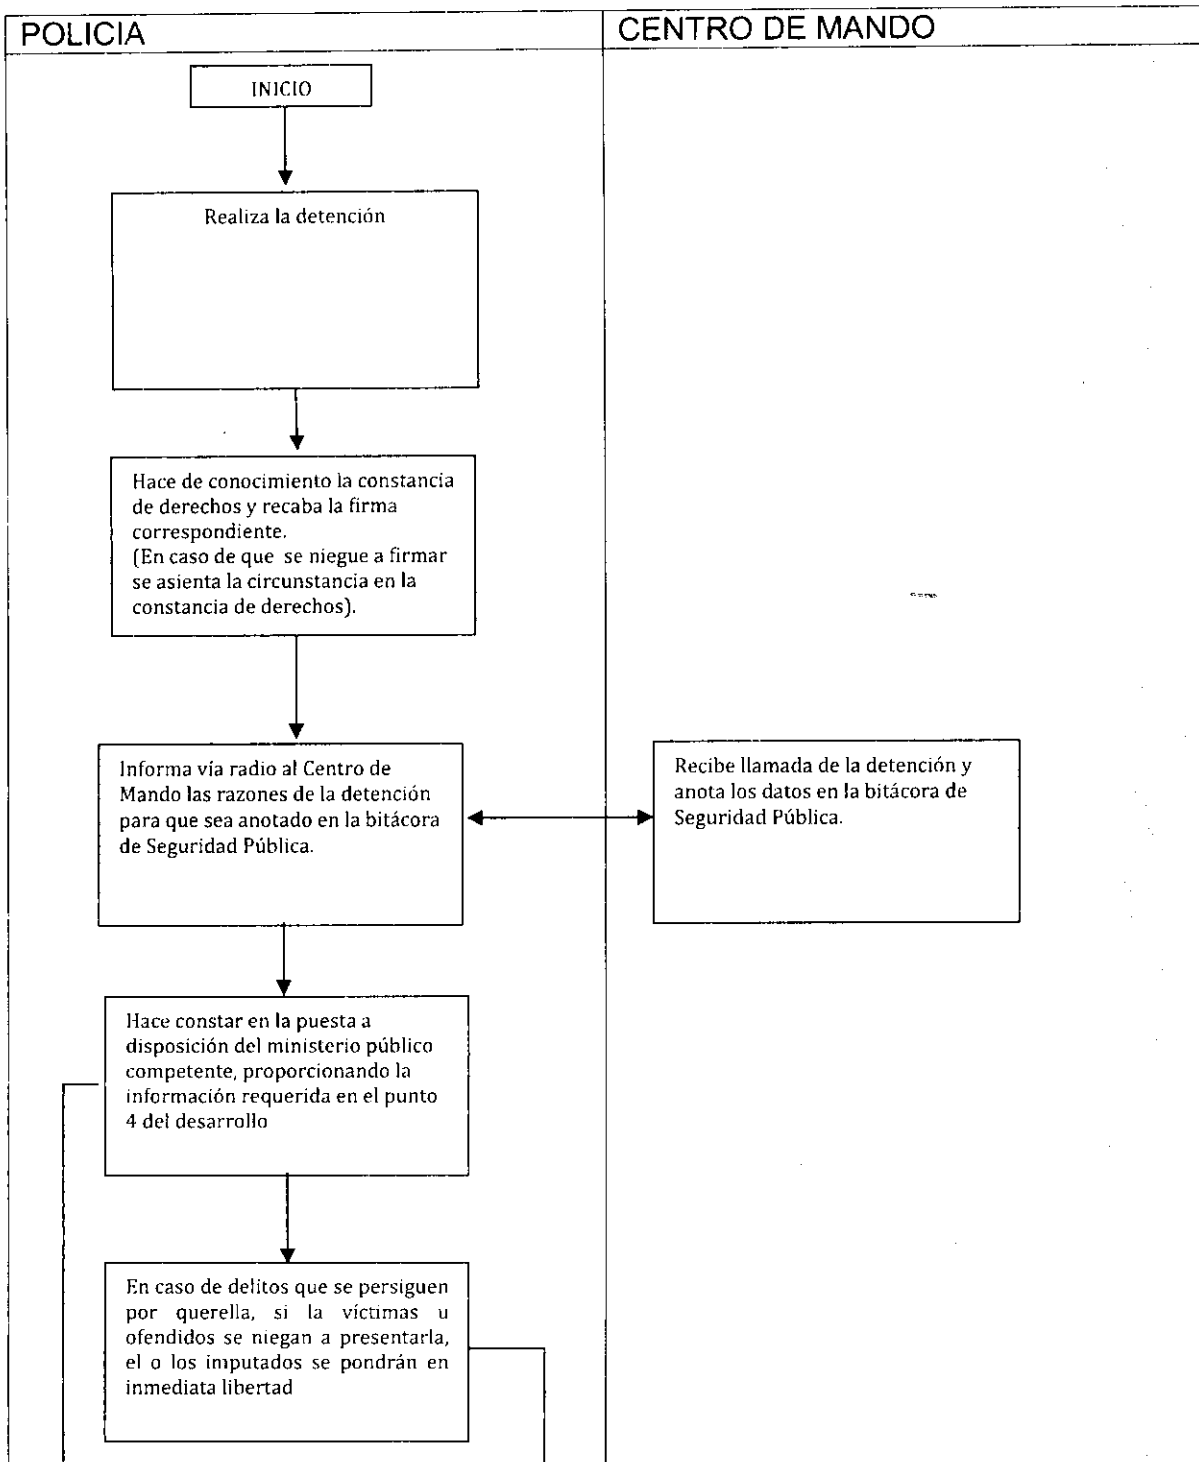 POLICIA
CENTRO DE MANDO
INICIO
Realiza la detención
Hace de conocimiento la constancia
de derechos y recaba la firma
correspondiente.
(En caso de que se niegue a firmar
se asienta la circunstancia en la
constancia de derechos).
Informa vía radio al Centro de
Mando las razones de la detención
para que sea anotado en la bitácora
de Seguridad Pública.
Recibe llamada de la detención y
anota los datos en la bitácora de
Seguridad Pública.
Hace constar en la puesta a
disposición del ministerio público
competente, proporcionando la
información requerida en el punto
4 del desarrollo
En caso de delitos que se persiguen
por querella, si la víctimas u
ofendidos se niegan a presentarla,
el o los imputados se pondrán en
inmediata libertad